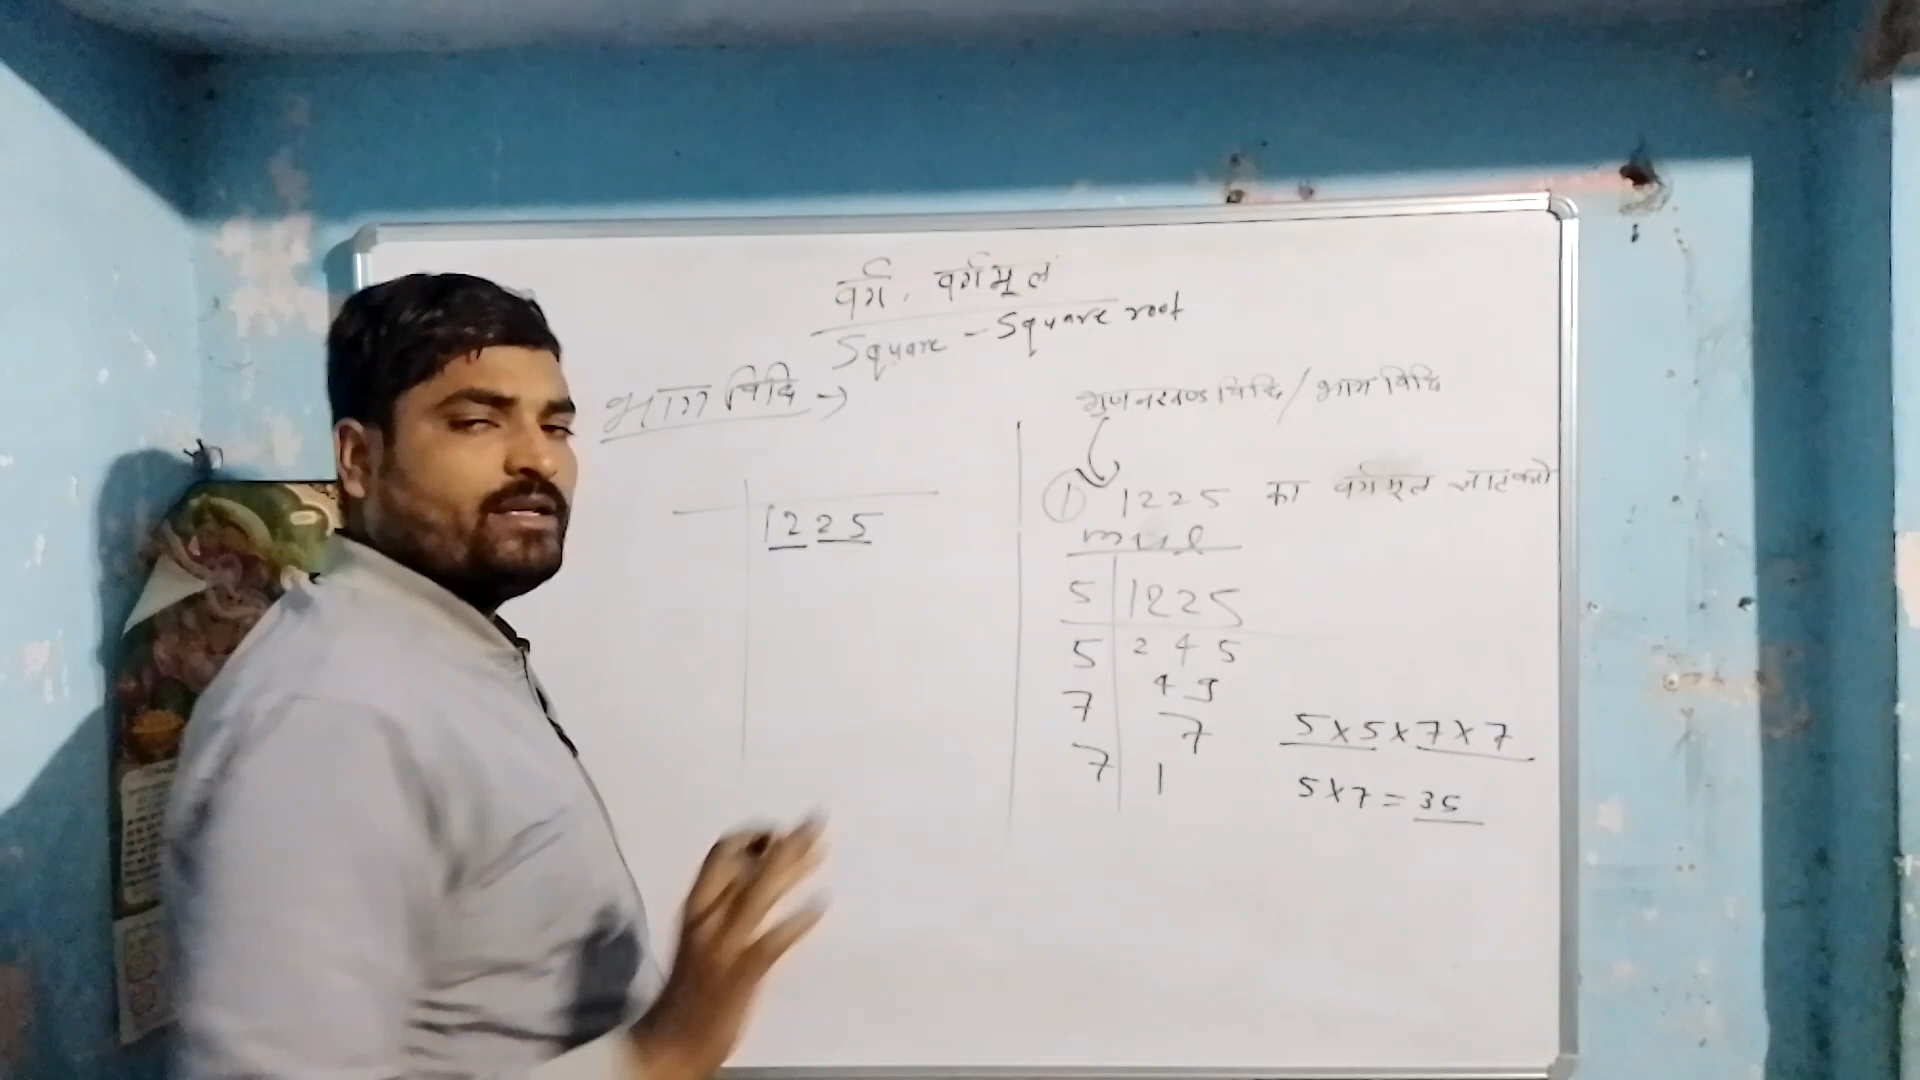 वर्ग, वर्गमूल
Square - Square root
भाग विधि →
1225
गुणनखण्ड विधि / भाग विधि
① 1225 का वर्गमूल ज्ञात करो
5 1225
5 245
7 49
7 7
1
5x5x7x7
5x7=35